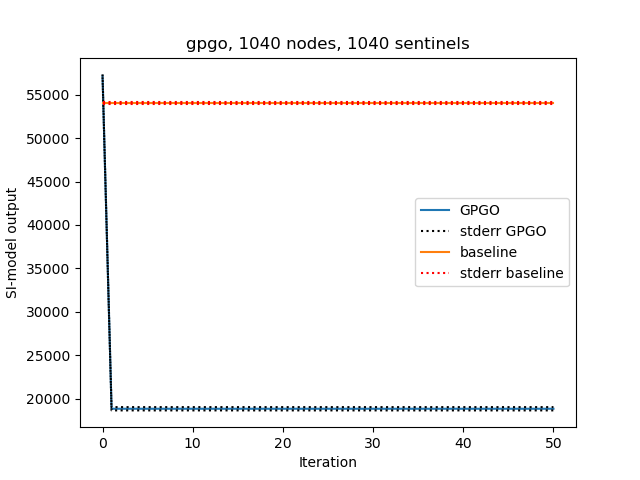 gpgo, 1040 nodes, 1040 sentinels
55000
50000
45000
40000
35000
30000
25000
20000
SI-model output
GPGO
stderr GPGO
baseline
stderr baseline
0 10 20 30 40 50
Iteration